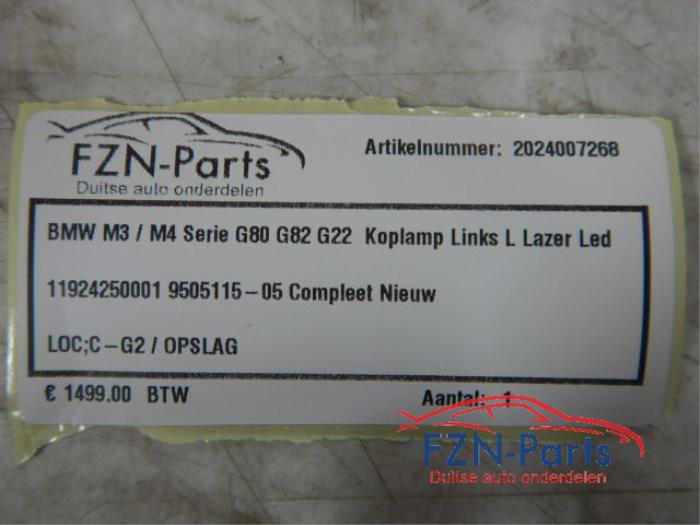 FZN-Parts
Duitse auto onderdelen
Artikelnummer: 2024007268
BMW M3 / M4 Serie G80 G82 G22 Koplamp Links L Lazer Led
11924250001 9505115-05 Compleet Nieuw
LOC;C-G2 / OPSLAG
€ 1499.00 BTW
Aantal: 1
FZN-Parts
Duitse auto onderdelen